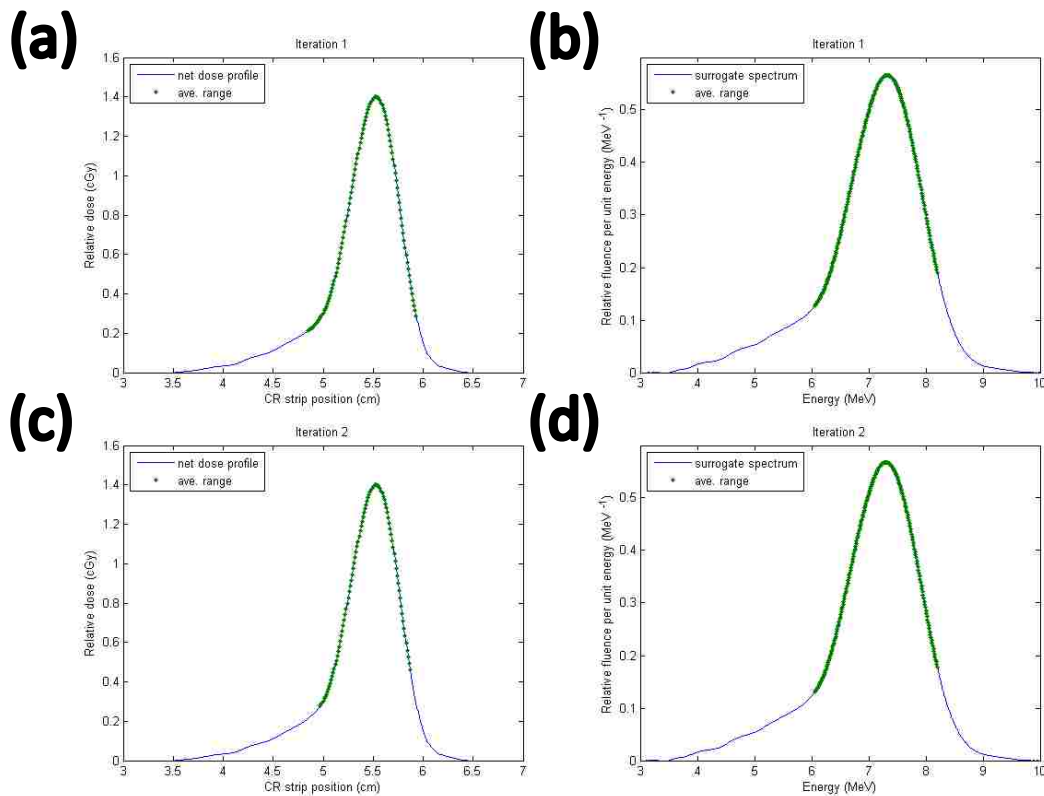 (a)
Iteration 1
net dose profile
ave. range
Relative dose (cGy)
1.6
1.4
1.2
1
0.8
0.6
0.4
0.2
0
3 3.5 4 4.5 5 5.5 6 6.5 7
CR strip position (cm)
(b)
Iteration 1
surrogate spectrum
ave. range
Relative fluence per unit energy (MeV -1)
0.5
0.4
0.3
0.2
0.1
0
4 5 6 7 8 9 10
Energy (MeV)
(c)
Iteration 2
net dose profile
ave. range
Relative dose (cGy)
1.6
1.4
1.2
1
0.8
0.6
0.4
0.2
0
3 3.5 4 4.5 5 5.5 6 6.5 7
CR strip position (cm)
(d)
Iteration 2
surrogate spectrum
ave. range
Relative fluence per unit energy (MeV -1)
0.5
0.4
0.3
0.2
0.1
0
4 5 6 7 8 9 10
Energy (MeV)